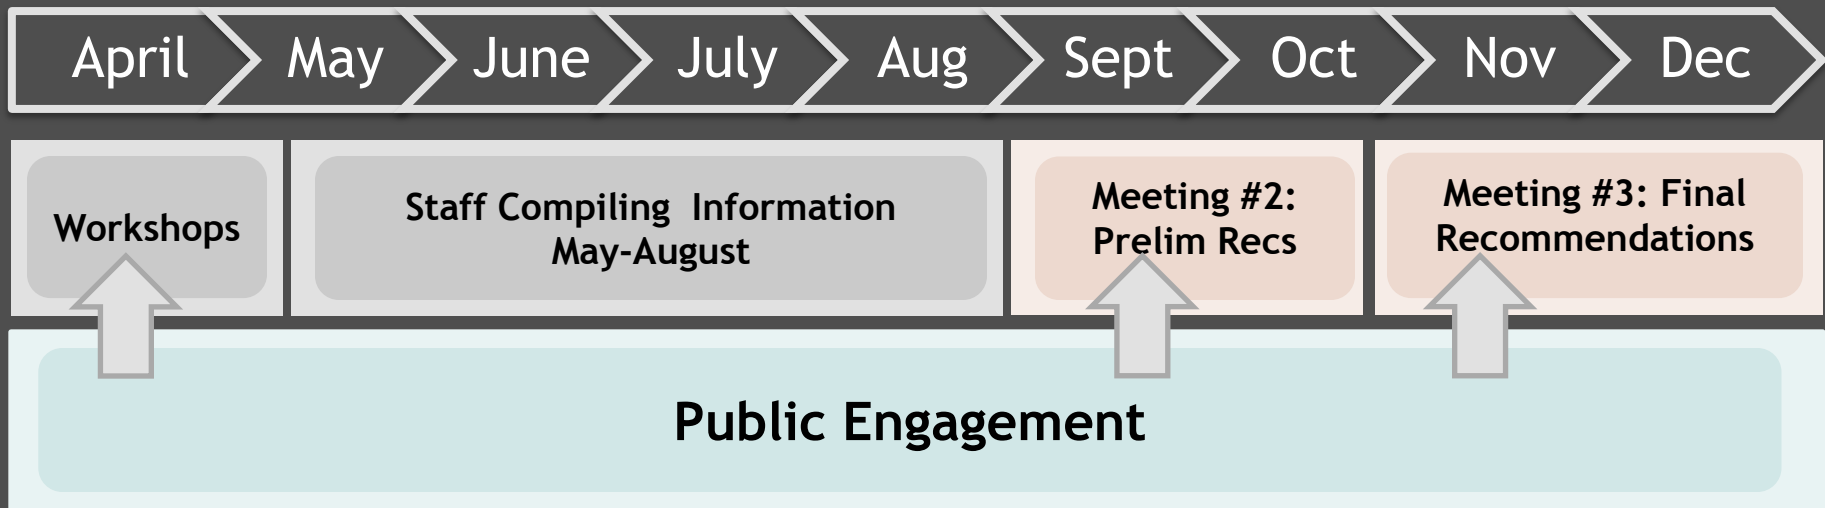 April May June July Aug Sept Oct Nov Dec
Workshops
Staff Compiling  Information
May-August
Meeting #2:
Prelim Recs
Meeting #3: Final
Recommendations
Public Engagement